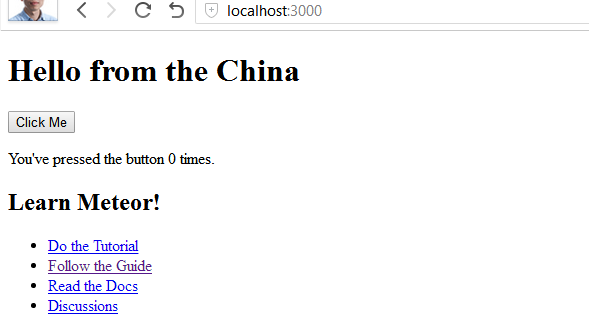 localhost:3000
Hello from the China
Click Me
You've pressed the button 0 times.
Learn Meteor!
Do the Tutorial
Follow the Guide
Read the Docs
Discussions